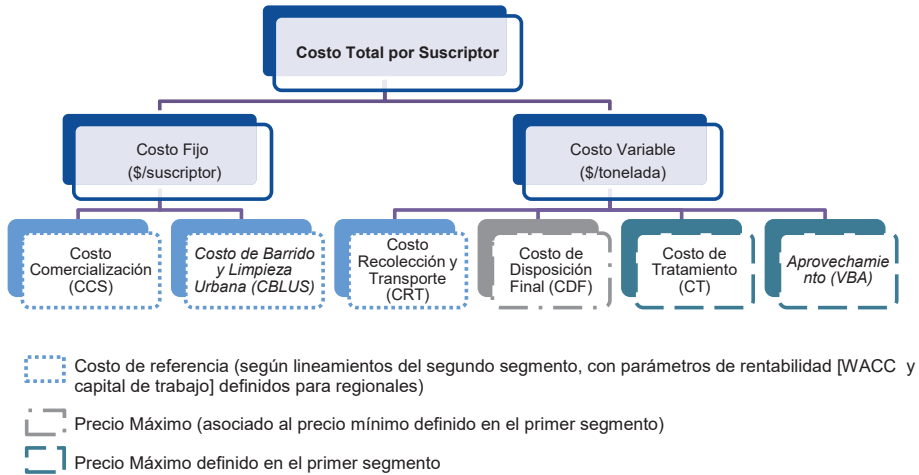 Costo Total por Suscriptor
Costo Fijo
($/suscriptor)
Costo Variable
($/tonelada)
Costo
Comercialización
(CCS)
Costo de Barrido
y Limpieza
Urbana (CBLUS)
Costo
Recolección y
Transporte
(CRT)
Costo de
Disposición
Final (CDF)
Costo de
Tratamiento
(CT)
Aprovechamie
nto (VBA)
Costo de referencia (según lineamientos del segundo segmento, con parámetros de rentabilidad [WACC y
capital de trabajo] definidos para regionales)
Precio Máximo (asociado al precio mínimo definido en el primer segmento)
Precio Máximo definido en el primer segmento